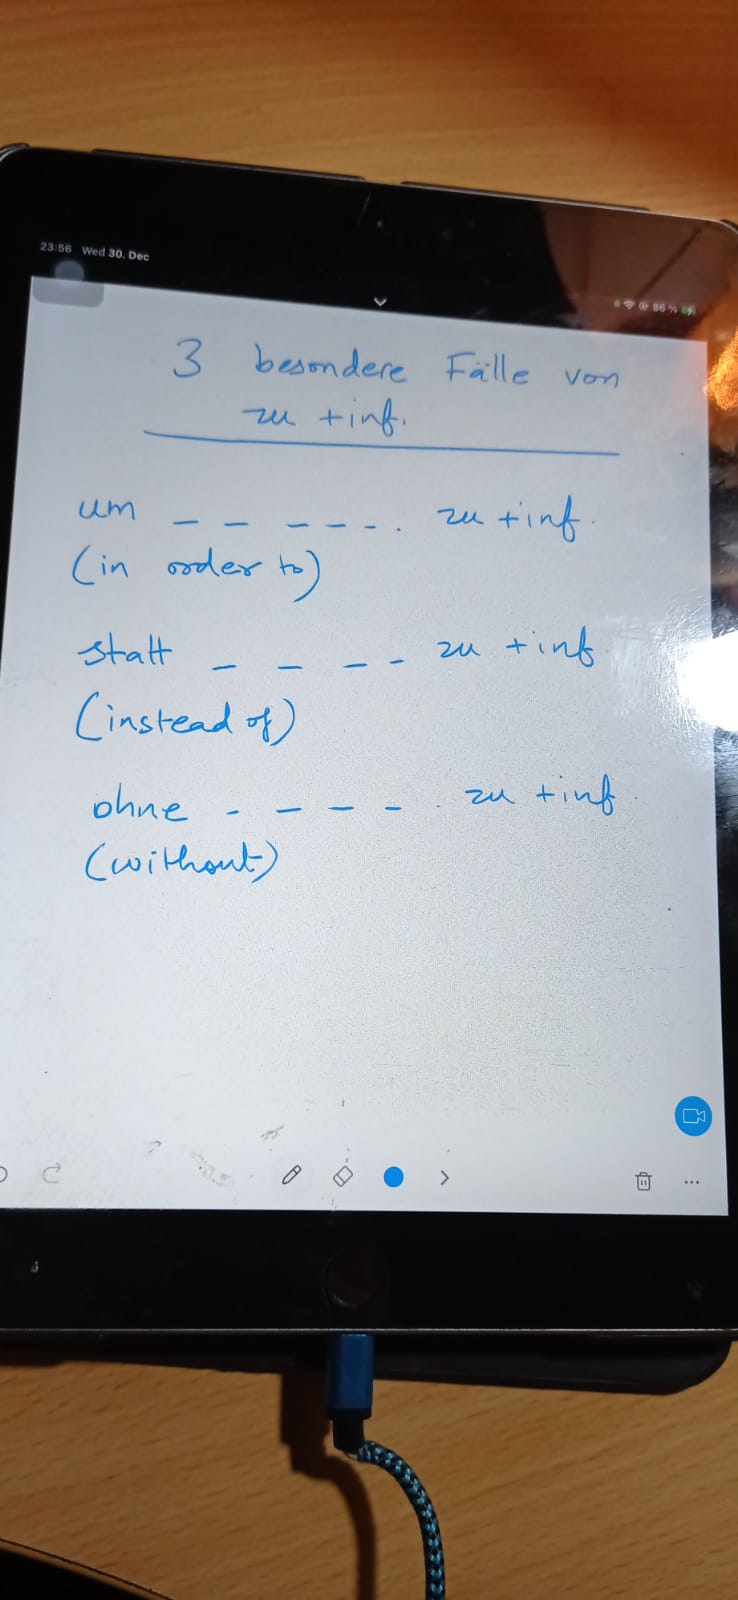 23:56 Wed 30. Dec
86 %
3 besondere Fälle von
zu + inf.
um _ _ _ _ _ . zu + inf.
(in order to)
statt _ _ _ _ zu + inf.
(instead of)
ohne _ _ _ _ . zu + inf.
(without)